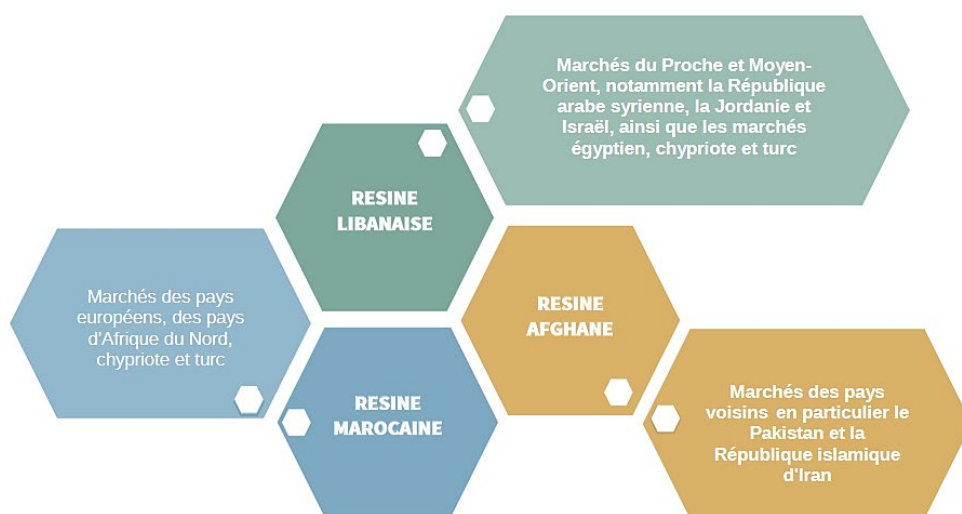 Marchés du Proche et Moyen-
Orient, notamment la République
arabe syrienne, la Jordanie et
Israël, ainsi que les marchés
égyptien, chypriote et turc
RESINE
LIBANAISE
Marchés des pays
européens, des pays
d'Afrique du Nord,
chypriote et turc
RESINE
AFGHANE
RESINE
MAROCAINE
Marchés des pays
voisins en particulier le
Pakistan et la
République islamique
d'Iran